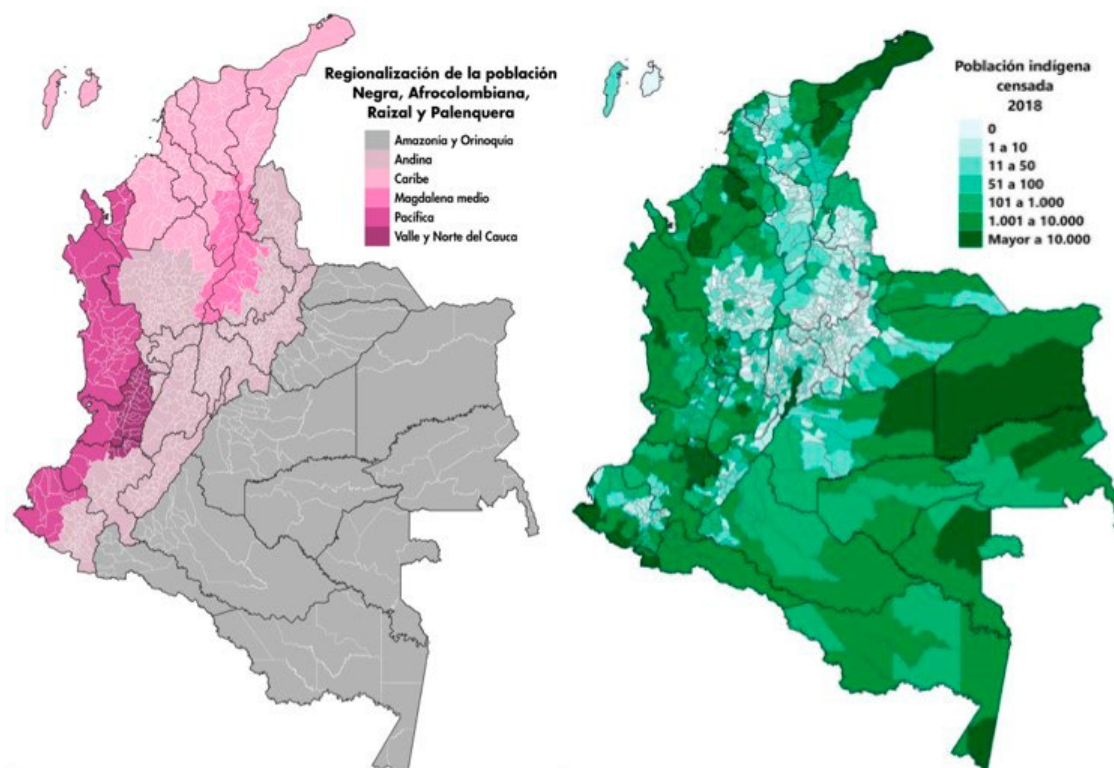 Regionalización de la población
Negra, Afrocolombiana,
Raizal y Palenquera
Amazonía y Orinoquía
Andina
Caribe
Magdalena medio
Pacífica
Valle y Norte del Cauca
Población indígena
censada
2018
0
1 a 10
11 a 50
51 a 100
101 a 1.000
1.001 a 10.000
Mayor a 10.000